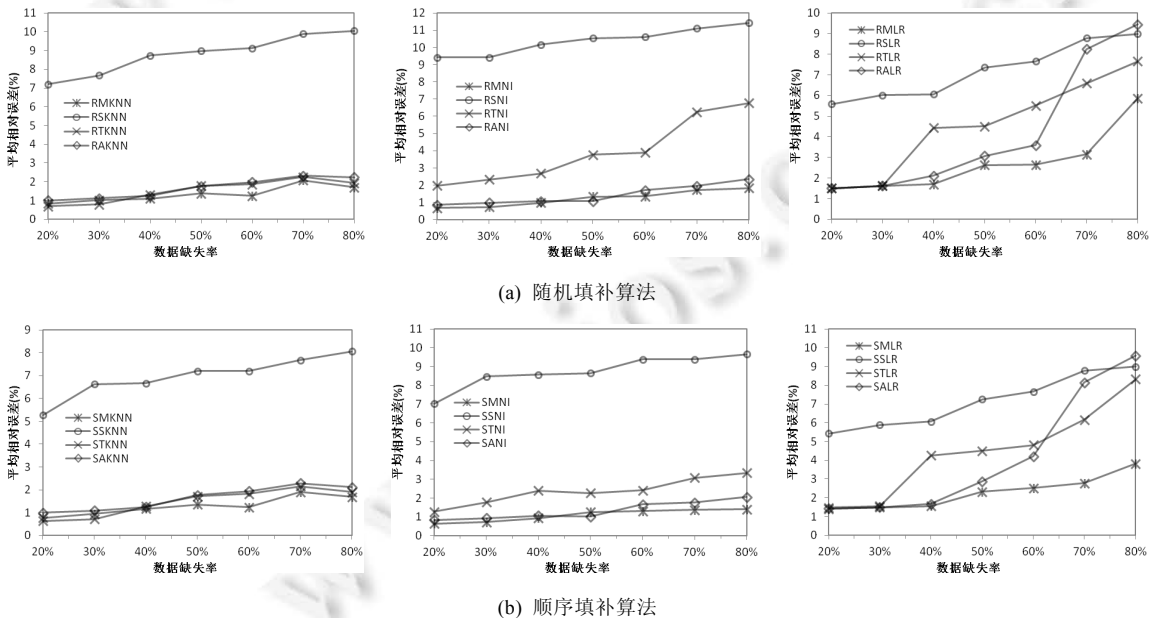 平均相对误差(%)
11
10
9
8
7
6
5
4
3
2
1
0
RMKNN
RSKNN
RTKNN
RAKNN
20% 30% 40% 50% 60% 70% 80%
数据缺失率
平均相对误差(%)
12
11
10
9
8
7
6
5
4
3
2
1
0
RMNI
RSNI
RTNI
RANI
20% 30% 40% 50% 60% 70% 80%
数据缺失率
平均相对误差(%)
10
9
8
7
6
5
4
3
2
1
0
RMLR
RSLR
RTLR
RALR
20% 30% 40% 50% 60% 70% 80%
数据缺失率
(a) 随机填补算法
平均相对误差(%)
9
8
7
6
5
4
3
2
1
0
SMKNN
SSKNN
STKNN
SAKNN
20% 30% 40% 50% 60% 70% 80%
数据缺失率
平均相对误差(%)
11
10
9
8
7
6
5
4
3
2
1
0
SMNI
SSNI
STNI
SANI
20% 30% 40% 50% 60% 70% 80%
数据缺失率
平均相对误差(%)
11
10
9
8
7
6
5
4
3
2
1
0
SMLR
SSLR
STLR
SALR
20% 30% 40% 50% 60% 70% 80%
数据缺失率
(b) 顺序填补算法